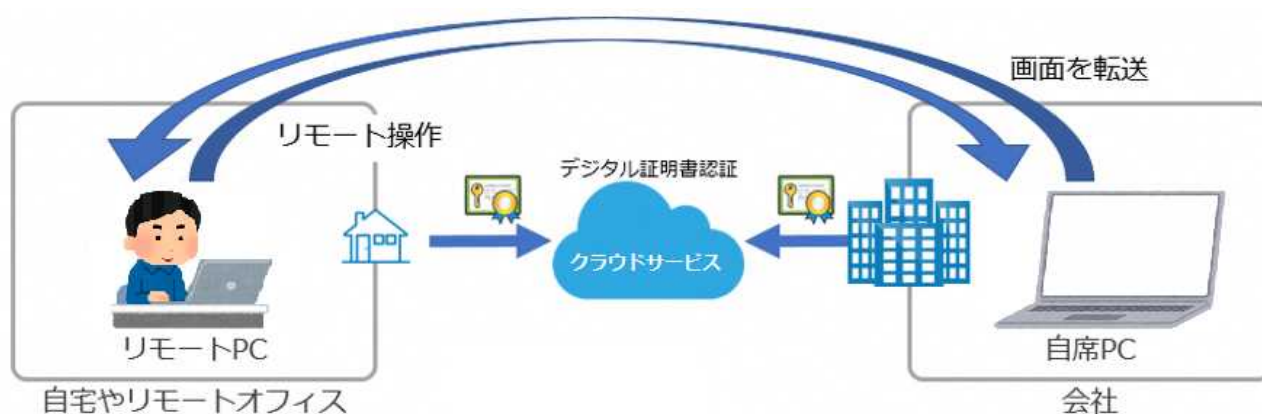 画面を転送
リモート操作
デジタル証明書認証
クラウドサービス
リモートPC
自席PC
自宅やリモートオフィス
会社